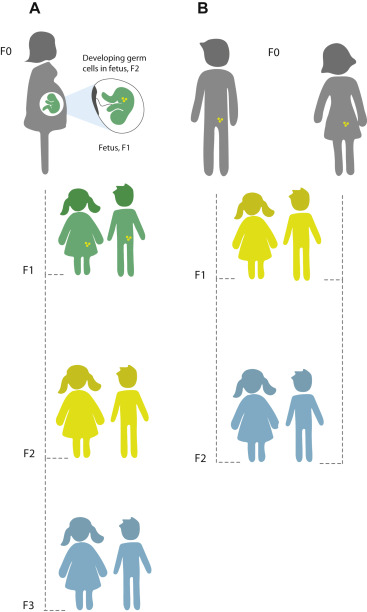 A
B
F0
Developing germ
cells in fetus, F2
F0
Fetus, F1
F1
F1
F2
F2
F3